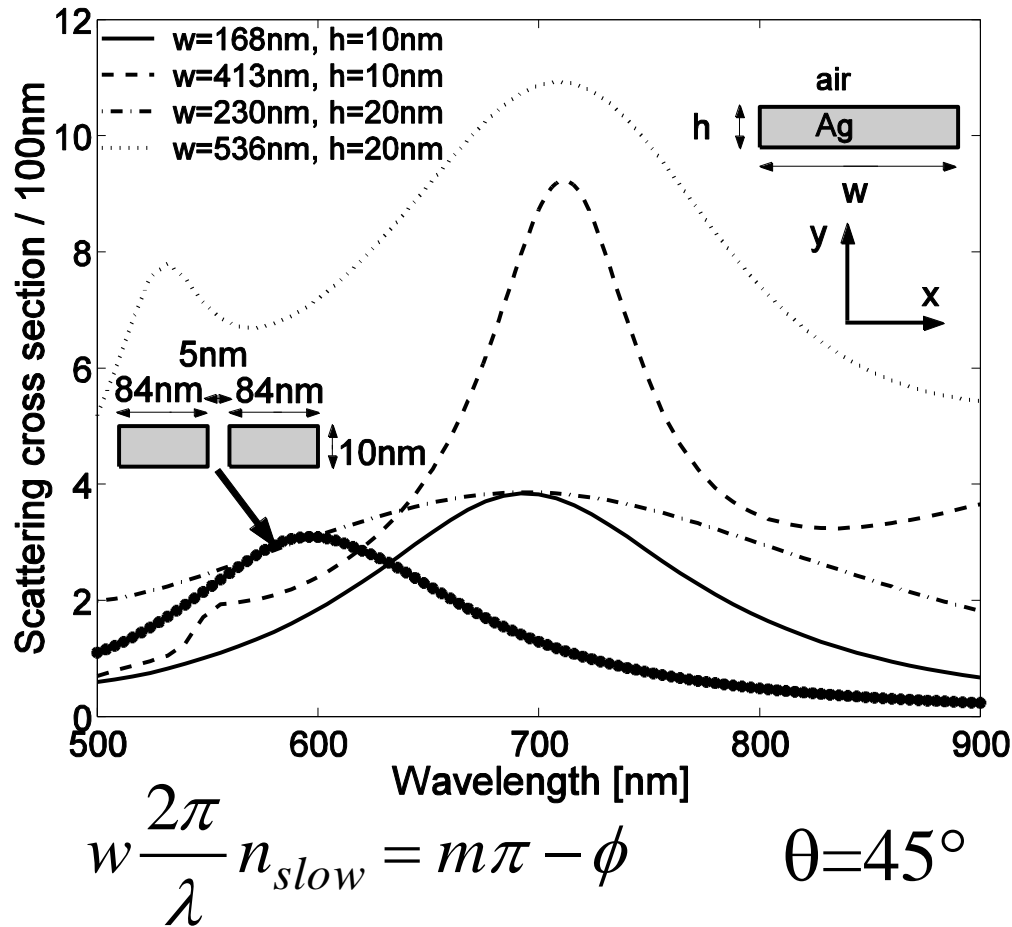 12
10
8
6
4
2
0
500
600
700
800
900
Scattering cross section / 100nm
Wavelength [nm]
w=168nm, h=10nm
w=413nm, h=10nm
w=230nm, h=20nm
w=536nm, h=20nm
air
h
Ag
w
y
x
5nm
84nm 84nm
10nm
w 2π/λ n_slow = mπ − ϕ
θ=45°